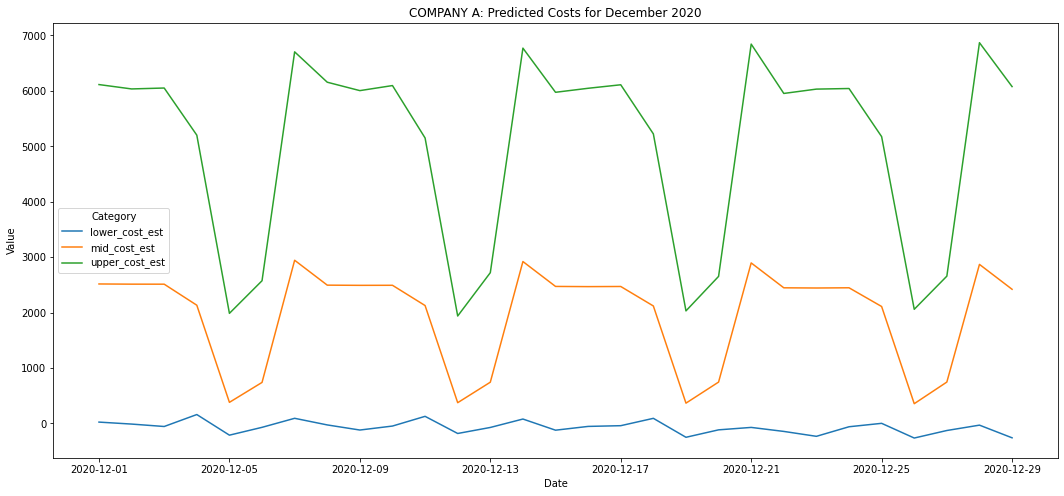 COMPANY A: Predicted Costs for December 2020
7000
6000
5000
4000
3000
2000
1000
0
Value
Category
lower_cost_est
mid_cost_est
upper_cost_est
2020-12-01 2020-12-05 2020-12-09 2020-12-13 2020-12-17 2020-12-21 2020-12-25 2020-12-29
Date